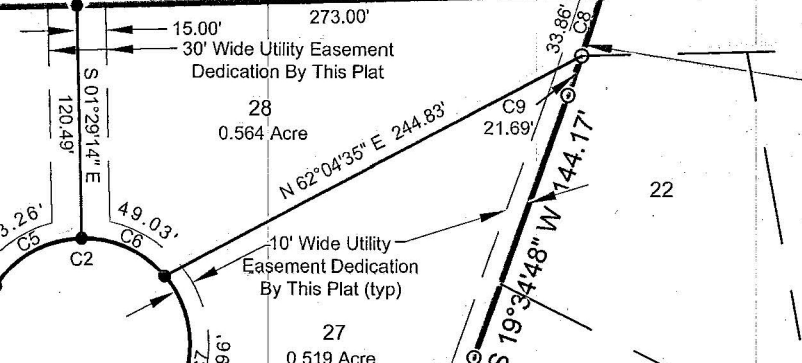 273.00'
15.00'
30' Wide Utility Easement
Dedication By This Plat
33.86'
C8
S 01°29'14" E
120.49'
28
0.564 Acre
N 62°04'35" E 244.83'
C9
21.69'
S 19°34'48" W 144.17'
22
3.26'
C5
C2
49.03'
C6
10' Wide Utility
Easement Dedication
By This Plat (typ)
27
0.519 Acre